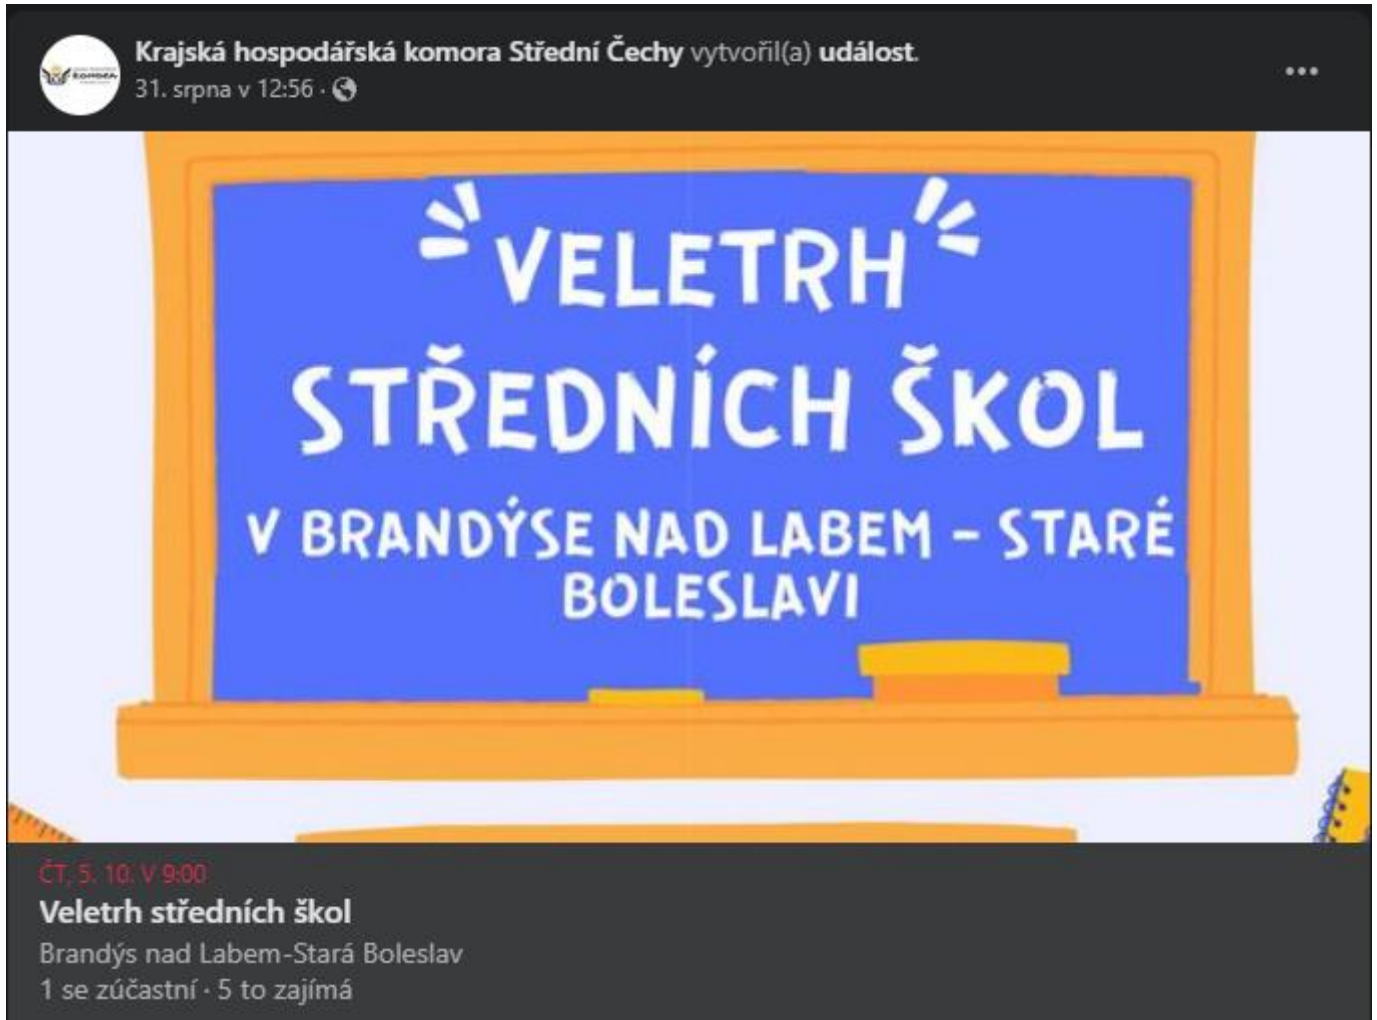 Krajská hospodářská komora Střední Čechy vytvořil(a) událost.
31. srpna v 12:56 ·
VELETRH
STŘEDNÍCH ŠKOL
V BRANDÝSE NAD LABEM - STARÉ
BOLESLAVI
ČT, 5. 10. V 9:00
Veletrh středních škol
Brandýs nad Labem-Stará Boleslav
1 se zúčastní · 5 to zajímá